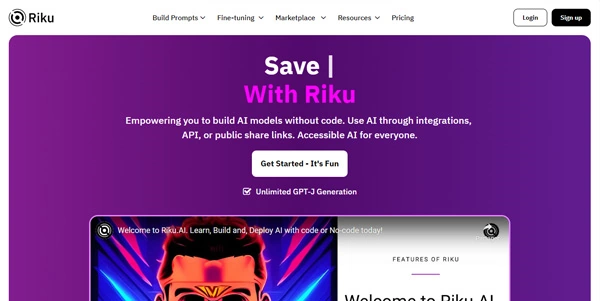 Riku
Build Prompts
Fine-tuning
Marketplace
Resources
Pricing
Login
Sign up
Save |
With Riku
Empowering you to build AI models without code. Use AI through integrations,
API, or public share links. Accessible AI for everyone.
Get Started - It's Fun
Unlimited GPT-J Generation
Welcome to Riku.AI. Learn, Build and, Deploy AI with code or No-code today!
FEATURES OF RIKU
Welcome to Riku.AI